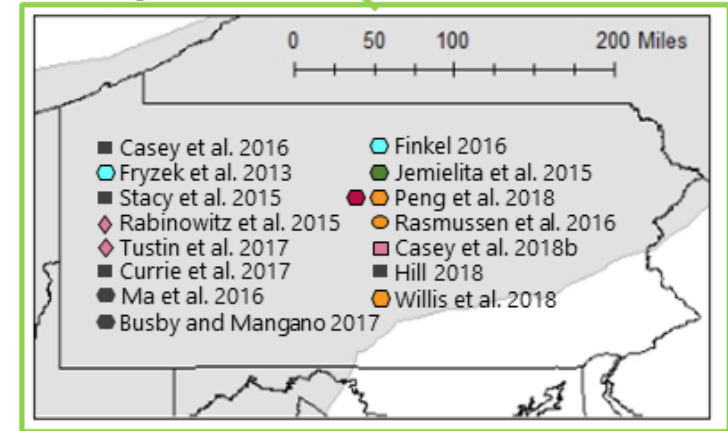 0 50 100 200 Miles
Casey et al. 2016
Fryzek et al. 2013
Stacy et al. 2015
Rabinowitz et al. 2015
Tustin et al. 2017
Currie et al. 2017
Ma et al. 2016
Busby and Mangano 2017
Finkel 2016
Jemielita et al. 2015
Peng et al. 2018
Rasmussen et al. 2016
Casey et al. 2018b
Hill 2018
Willis et al. 2018